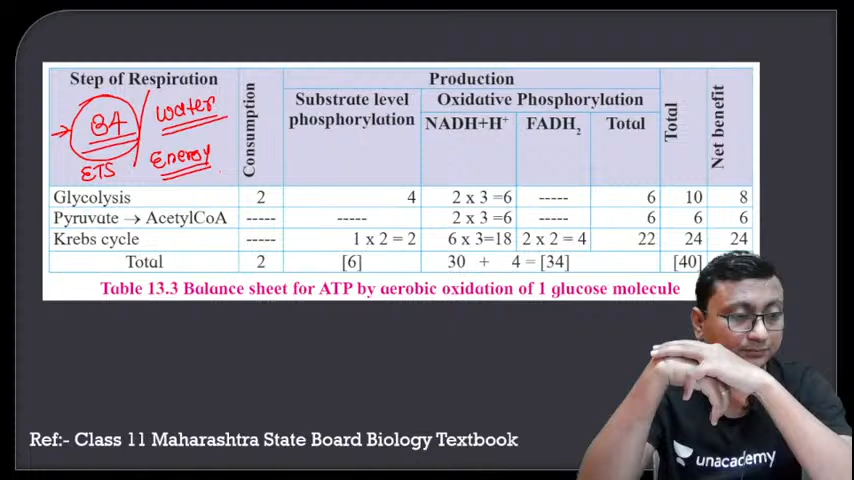 Step of Respiration
Consumption
Production
Total
Net benefit
Substrate level
phosphorylation
Oxidative Phosphorylation
NADH+H⁺
FADH₂
Total
84
ETS
Water
Energy
Glycolysis 2 4 2 x 3 =6 ----- 6 10 8
Pyruvate → AcetylCoA ----- ----- 2 x 3 =6 ----- 6 6 6
Krebs cycle ----- 1 x 2 = 2 6 x 3=18 2 x 2 = 4 22 24 24
Total 2 [6] 30 + 4 = [34] [40]
Table 13.3 Balance sheet for ATP by aerobic oxidation of 1 glucose molecule
Ref:- Class 11 Maharashtra State Board Biology Textbook
unacademy